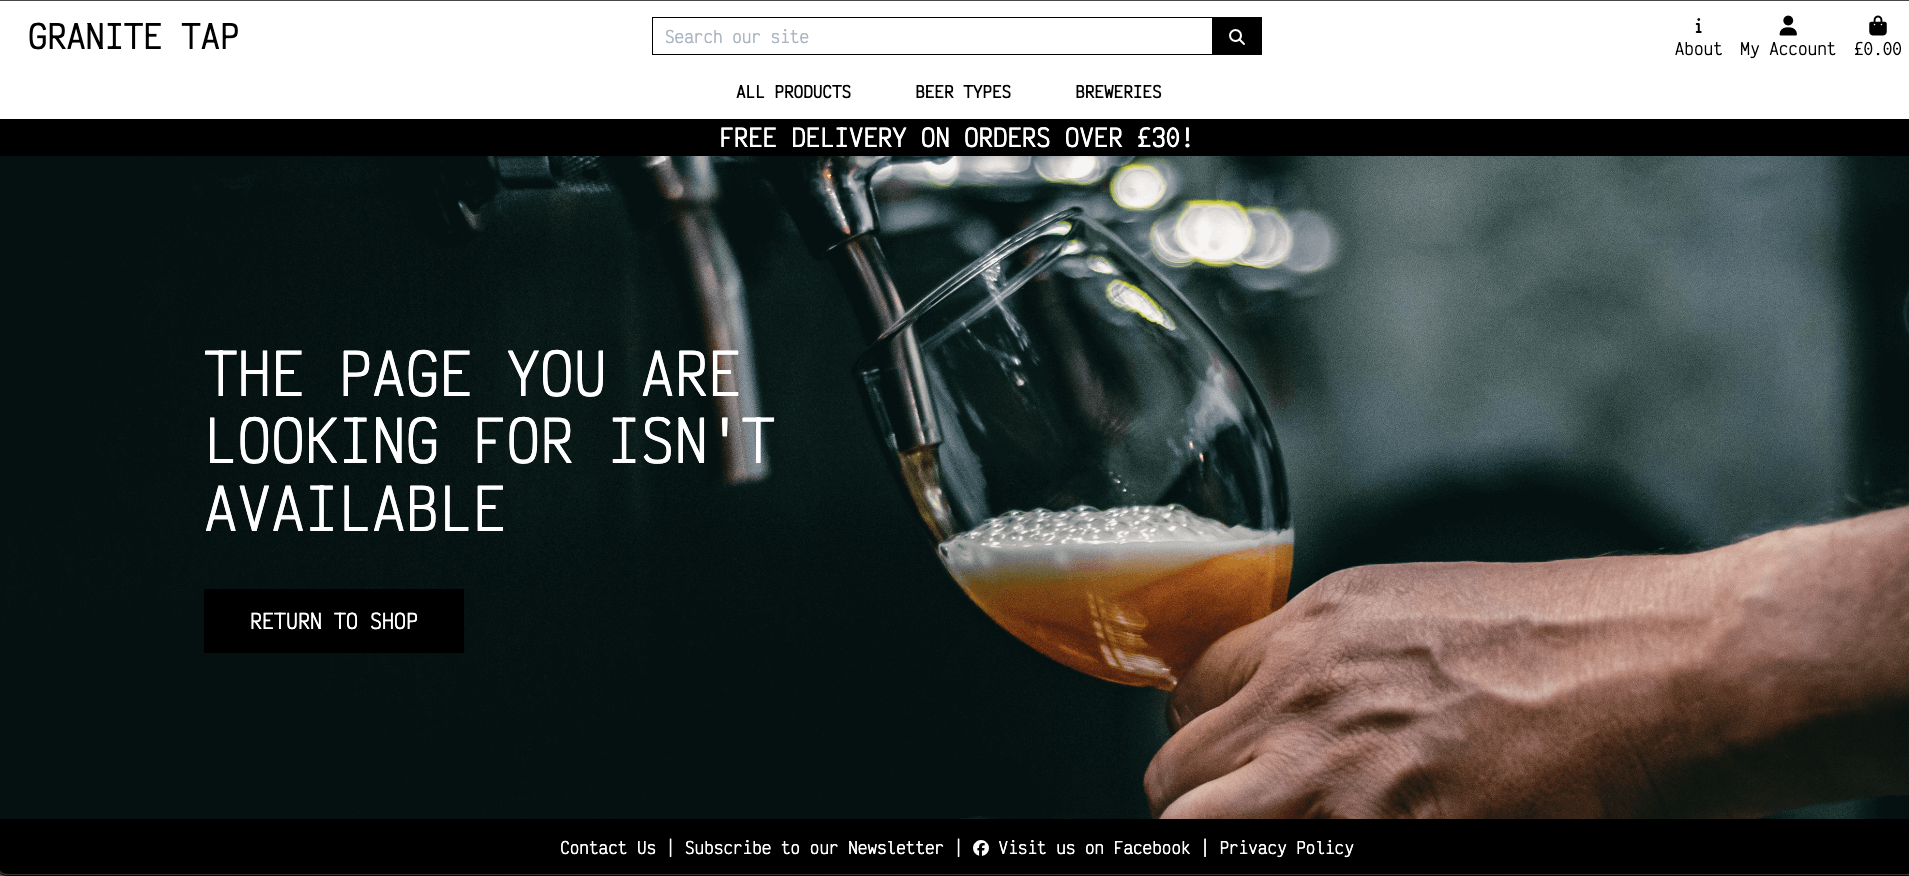 GRANITE TAP
Search our site
About
My Account
£0.00
ALL PRODUCTS
BEER TYPES
BREWERIES
FREE DELIVERY ON ORDERS OVER £30!
THE PAGE YOU ARE
LOOKING FOR ISN'T
AVAILABLE
RETURN TO SHOP
Contact Us | Subscribe to our Newsletter | Visit us on Facebook | Privacy Policy